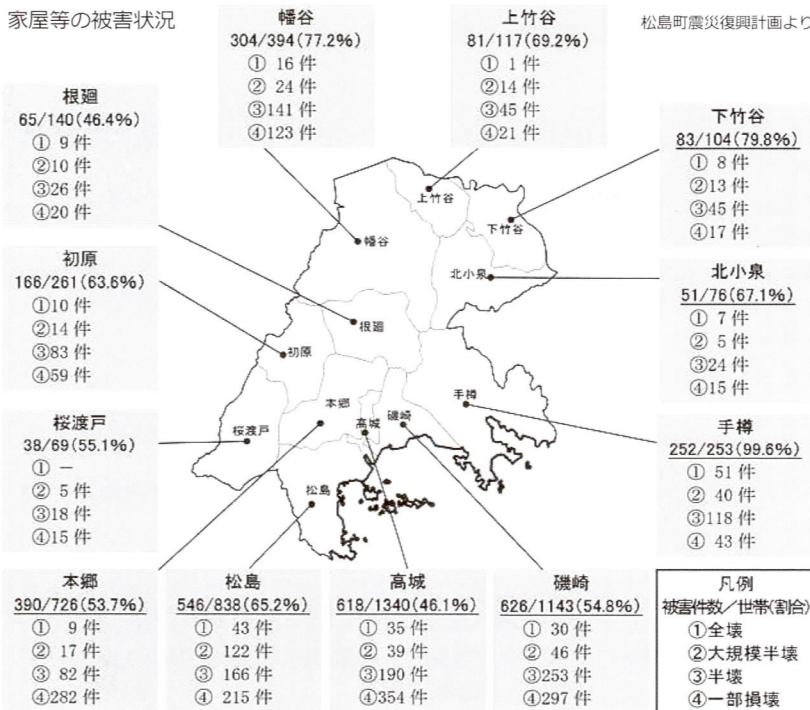 家屋等の被害状況
松島町震災復興計画より
幡谷
304/394(77.2%)
① 16 件
② 24 件
③141 件
④123 件
上竹谷
81/117(69.2%)
① 1 件
②14 件
③45 件
④21 件
根廻
65/140(46.4%)
① 9 件
②10 件
③26 件
④20 件
下竹谷
83/104(79.8%)
① 8 件
②13 件
③45 件
④17 件
初原
166/261(63.6%)
①10 件
②14 件
③83 件
④59 件
北小泉
51/76(67.1%)
① 7 件
② 5 件
③24 件
④15 件
桜渡戸
38/69(55.1%)
① −
② 5 件
③18 件
④15 件
手樽
252/253(99.6%)
① 51 件
② 40 件
③118 件
④ 43 件
上竹谷
下竹谷
幡谷
北小泉
根廻
初原
手樽
本郷
高城
磯崎
桜渡戸
松島
本郷
390/726(53.7%)
① 9 件
② 17 件
③ 82 件
④282 件
松島
546/838(65.2%)
① 43 件
② 122 件
③ 166 件
④ 215 件
高城
618/1340(46.1%)
① 35 件
② 39 件
③190 件
④354 件
磯崎
626/1143(54.8%)
① 30 件
② 46 件
③253 件
④297 件
凡例
被害件数/世帯(割合)
①全壊
②大規模半壊
③半壊
④一部損壊